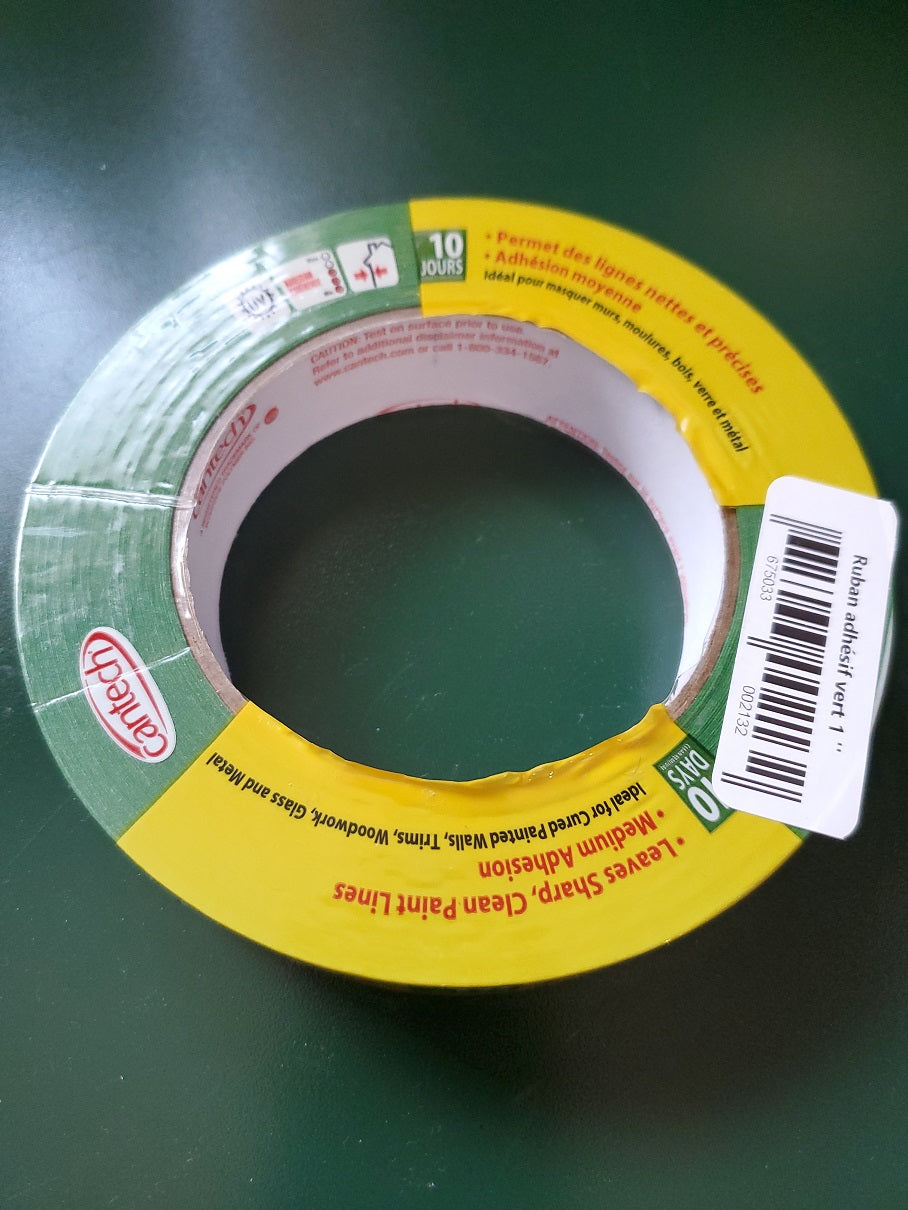 10
JOURS
• Permet des lignes nettes et précises
• Adhésion moyenne
Idéal pour masquer murs, moulures, bois, verre et métal
CAUTION: Test on surface prior to use.
Refer to additional disclaimer information at
www.cantech.com or call 1-800-334-1567.
cantech
cantech
Ruban adhésif vert 1 "
675033
002132
10
DAYS
• Leaves Sharp, Clean Paint Lines
• Medium Adhesion
Ideal for Cured Painted Walls, Trims, Woodwork, Glass and Metal